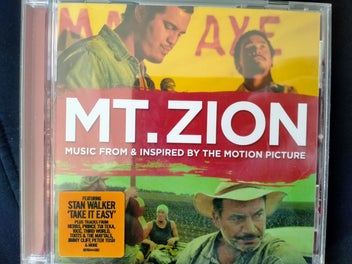 MT. ZION
MUSIC FROM & INSPIRED BY THE MOTION PICTURE
FEATURING
STAN WALKER
'TAKE IT EASY'
PLUS TRACKS FROM
HERBS, PRINCE TUI TEKA,
1814, THIRD WORLD,
TOOTS & THE MAYTALS,
JIMMY CLIFF, PETER TOSH
& MORE